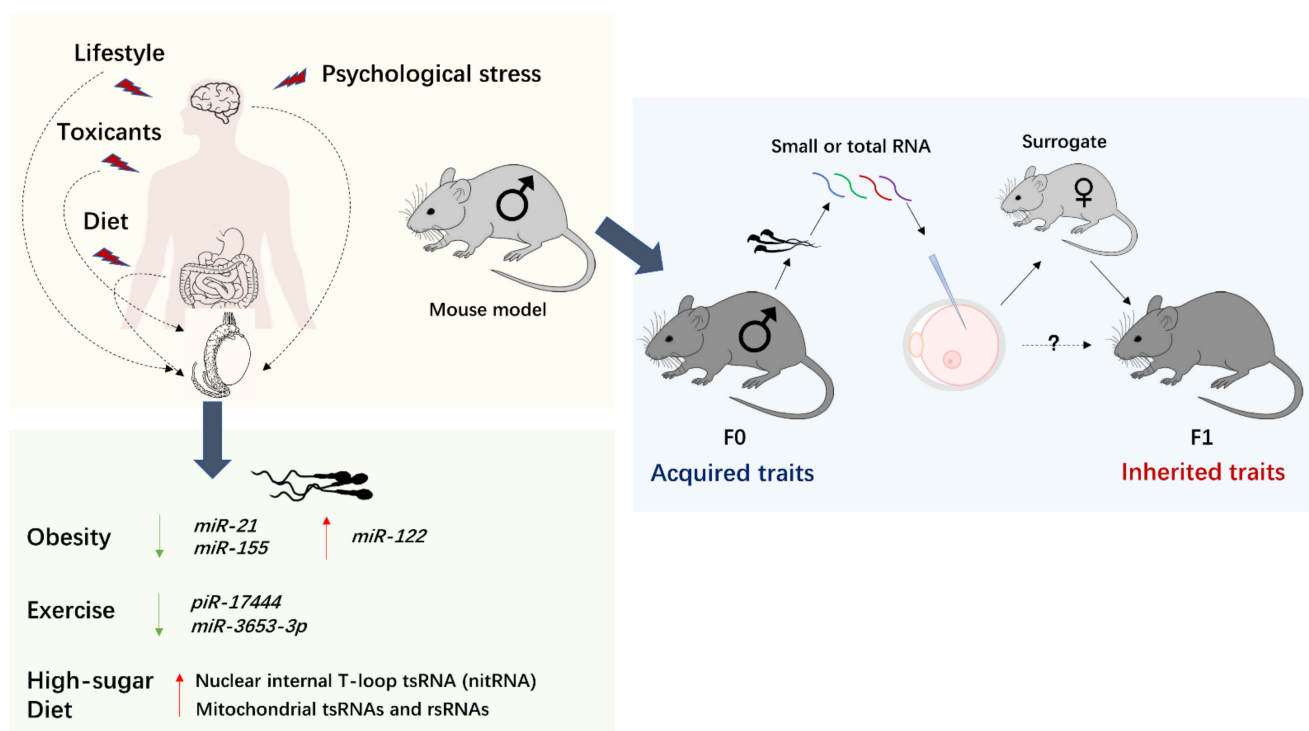 Lifestyle
Psychological stress
Toxicants
Diet
Mouse model
Obesity
miR-21
miR-155
miR-122
Exercise
piR-17444
miR-3653-3p
High-sugar
Diet
Nuclear internal T-loop tsRNA (nitRNA)
Mitochondrial tsRNAs and rsRNAs
Small or total RNA
Surrogate
?
F0
F1
Acquired traits
Inherited traits